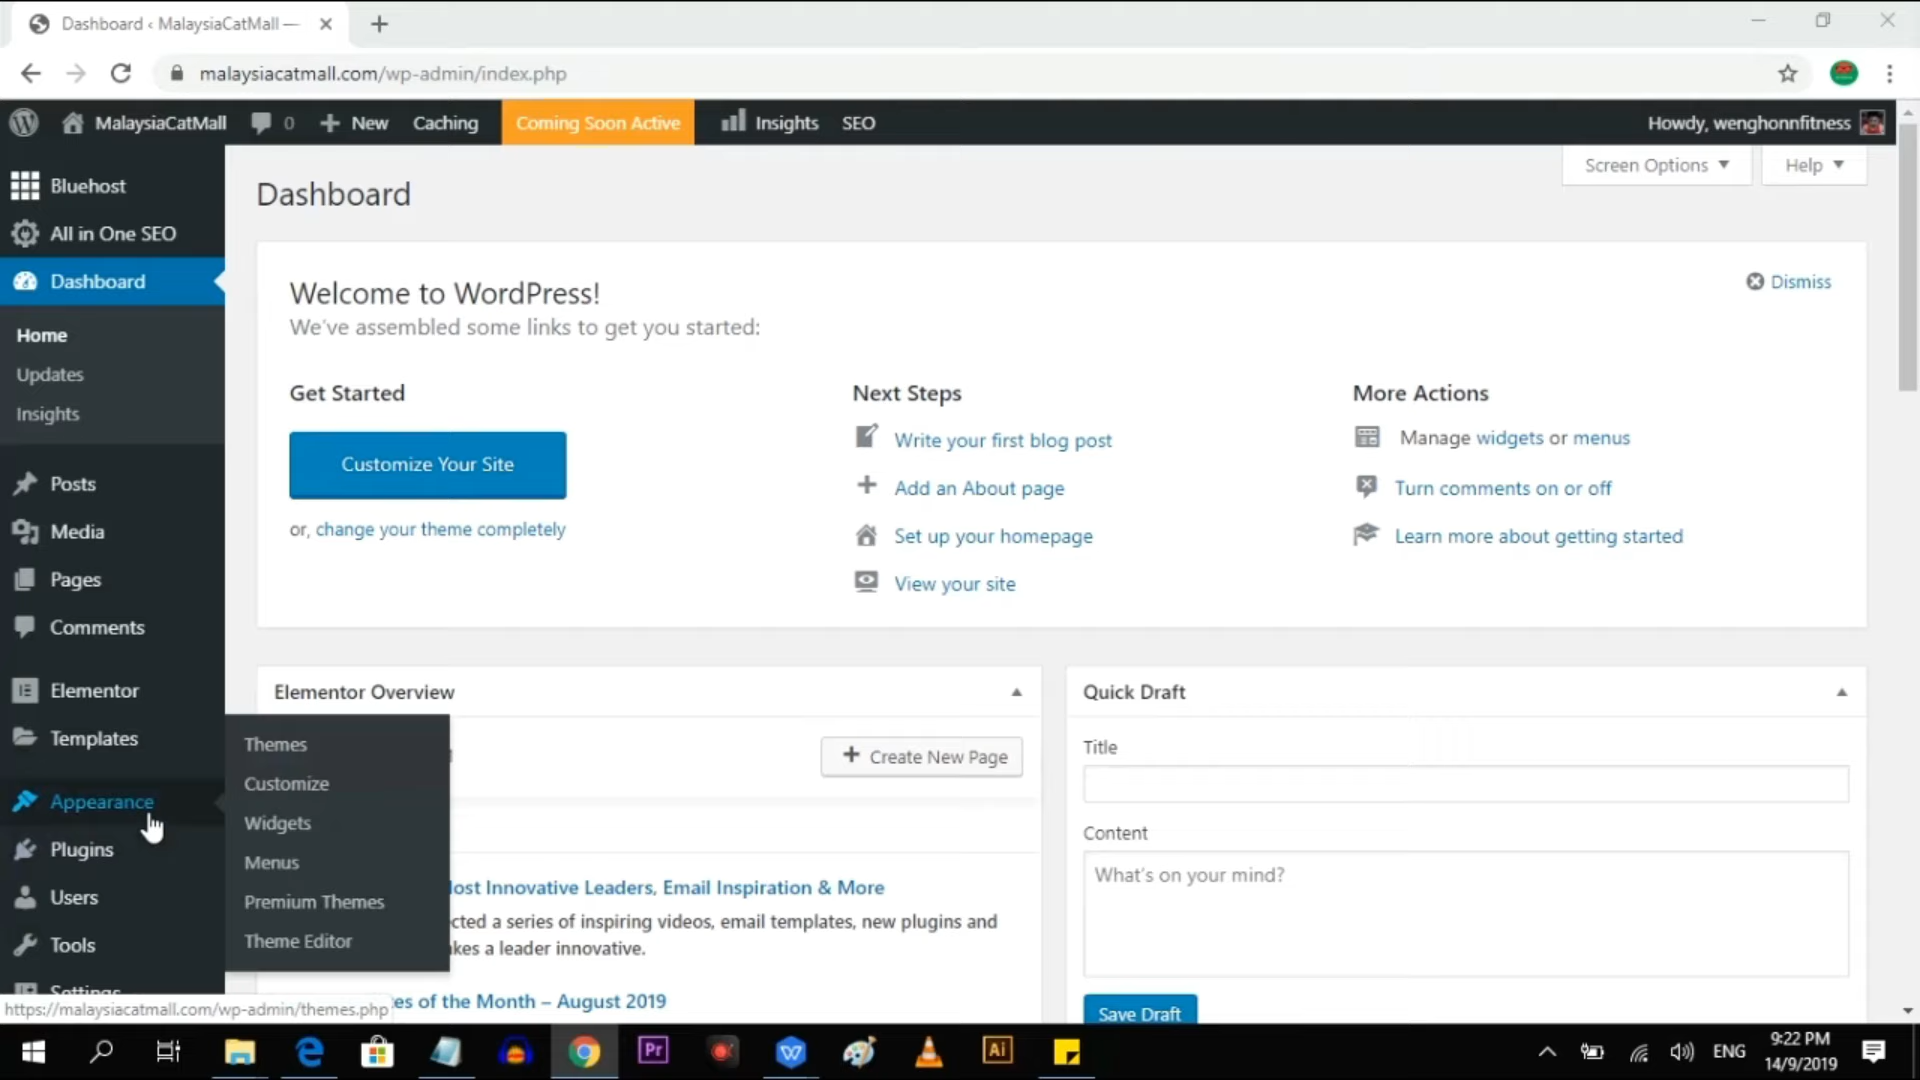 Dashboard ‹ MalaysiaCatMall —
malaysiacatmall.com/wp-admin/index.php
MalaysiaCatMall 0 New Caching Coming Soon Active Insights SEO Howdy, wenghonnfitness
Screen Options Help
Bluehost
All in One SEO
Dashboard
Home
Updates
Insights
Posts
Media
Pages
Comments
Elementor
Templates
Appearance
Plugins
Users
Tools
Settings
Themes
Customize
Widgets
Menus
Premium Themes
Theme Editor
Dashboard
Welcome to WordPress!
Dismiss
We've assembled some links to get you started:
Get Started
Customize Your Site
or, change your theme completely
Next Steps
Write your first blog post
Add an About page
Set up your homepage
View your site
More Actions
Manage widgets or menus
Turn comments on or off
Learn more about getting started
Elementor Overview
Create New Page
Innovative Leaders, Email Inspiration & More
a series of inspiring videos, email templates, new plugins and
a leader innovative.
of the Month – August 2019
Quick Draft
Title
Content
What's on your mind?
Save Draft
https://malaysiacatmall.com/wp-admin/themes.php
Pr
Ai
ENG
9:22 PM
14/9/2019